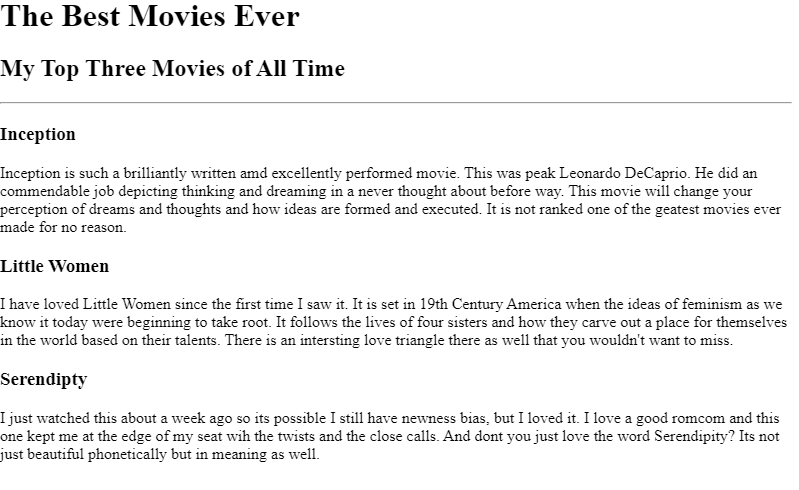 The Best Movies Ever
My Top Three Movies of All Time
Inception
Inception is such a brilliantly written amd excellently performed movie. This was peak Leonardo DeCaprio. He did an
commendable job depicting thinking and dreaming in a never thought about before way. This movie will change your
perception of dreams and thoughts and how ideas are formed and executed. It is not ranked one of the geatest movies ever
made for no reason.
Little Women
I have loved Little Women since the first time I saw it. It is set in 19th Century America when the ideas of feminism as we
know it today were beginning to take root. It follows the lives of four sisters and how they carve out a place for themselves
in the world based on their talents. There is an intersting love triangle there as well that you wouldn't want to miss.
Serendipty
I just watched this about a week ago so its possible I still have newness bias, but I loved it. I love a good romcom and this
one kept me at the edge of my seat wih the twists and the close calls. And dont you just love the word Serendipity? Its not
just beautiful phonetically but in meaning as well.